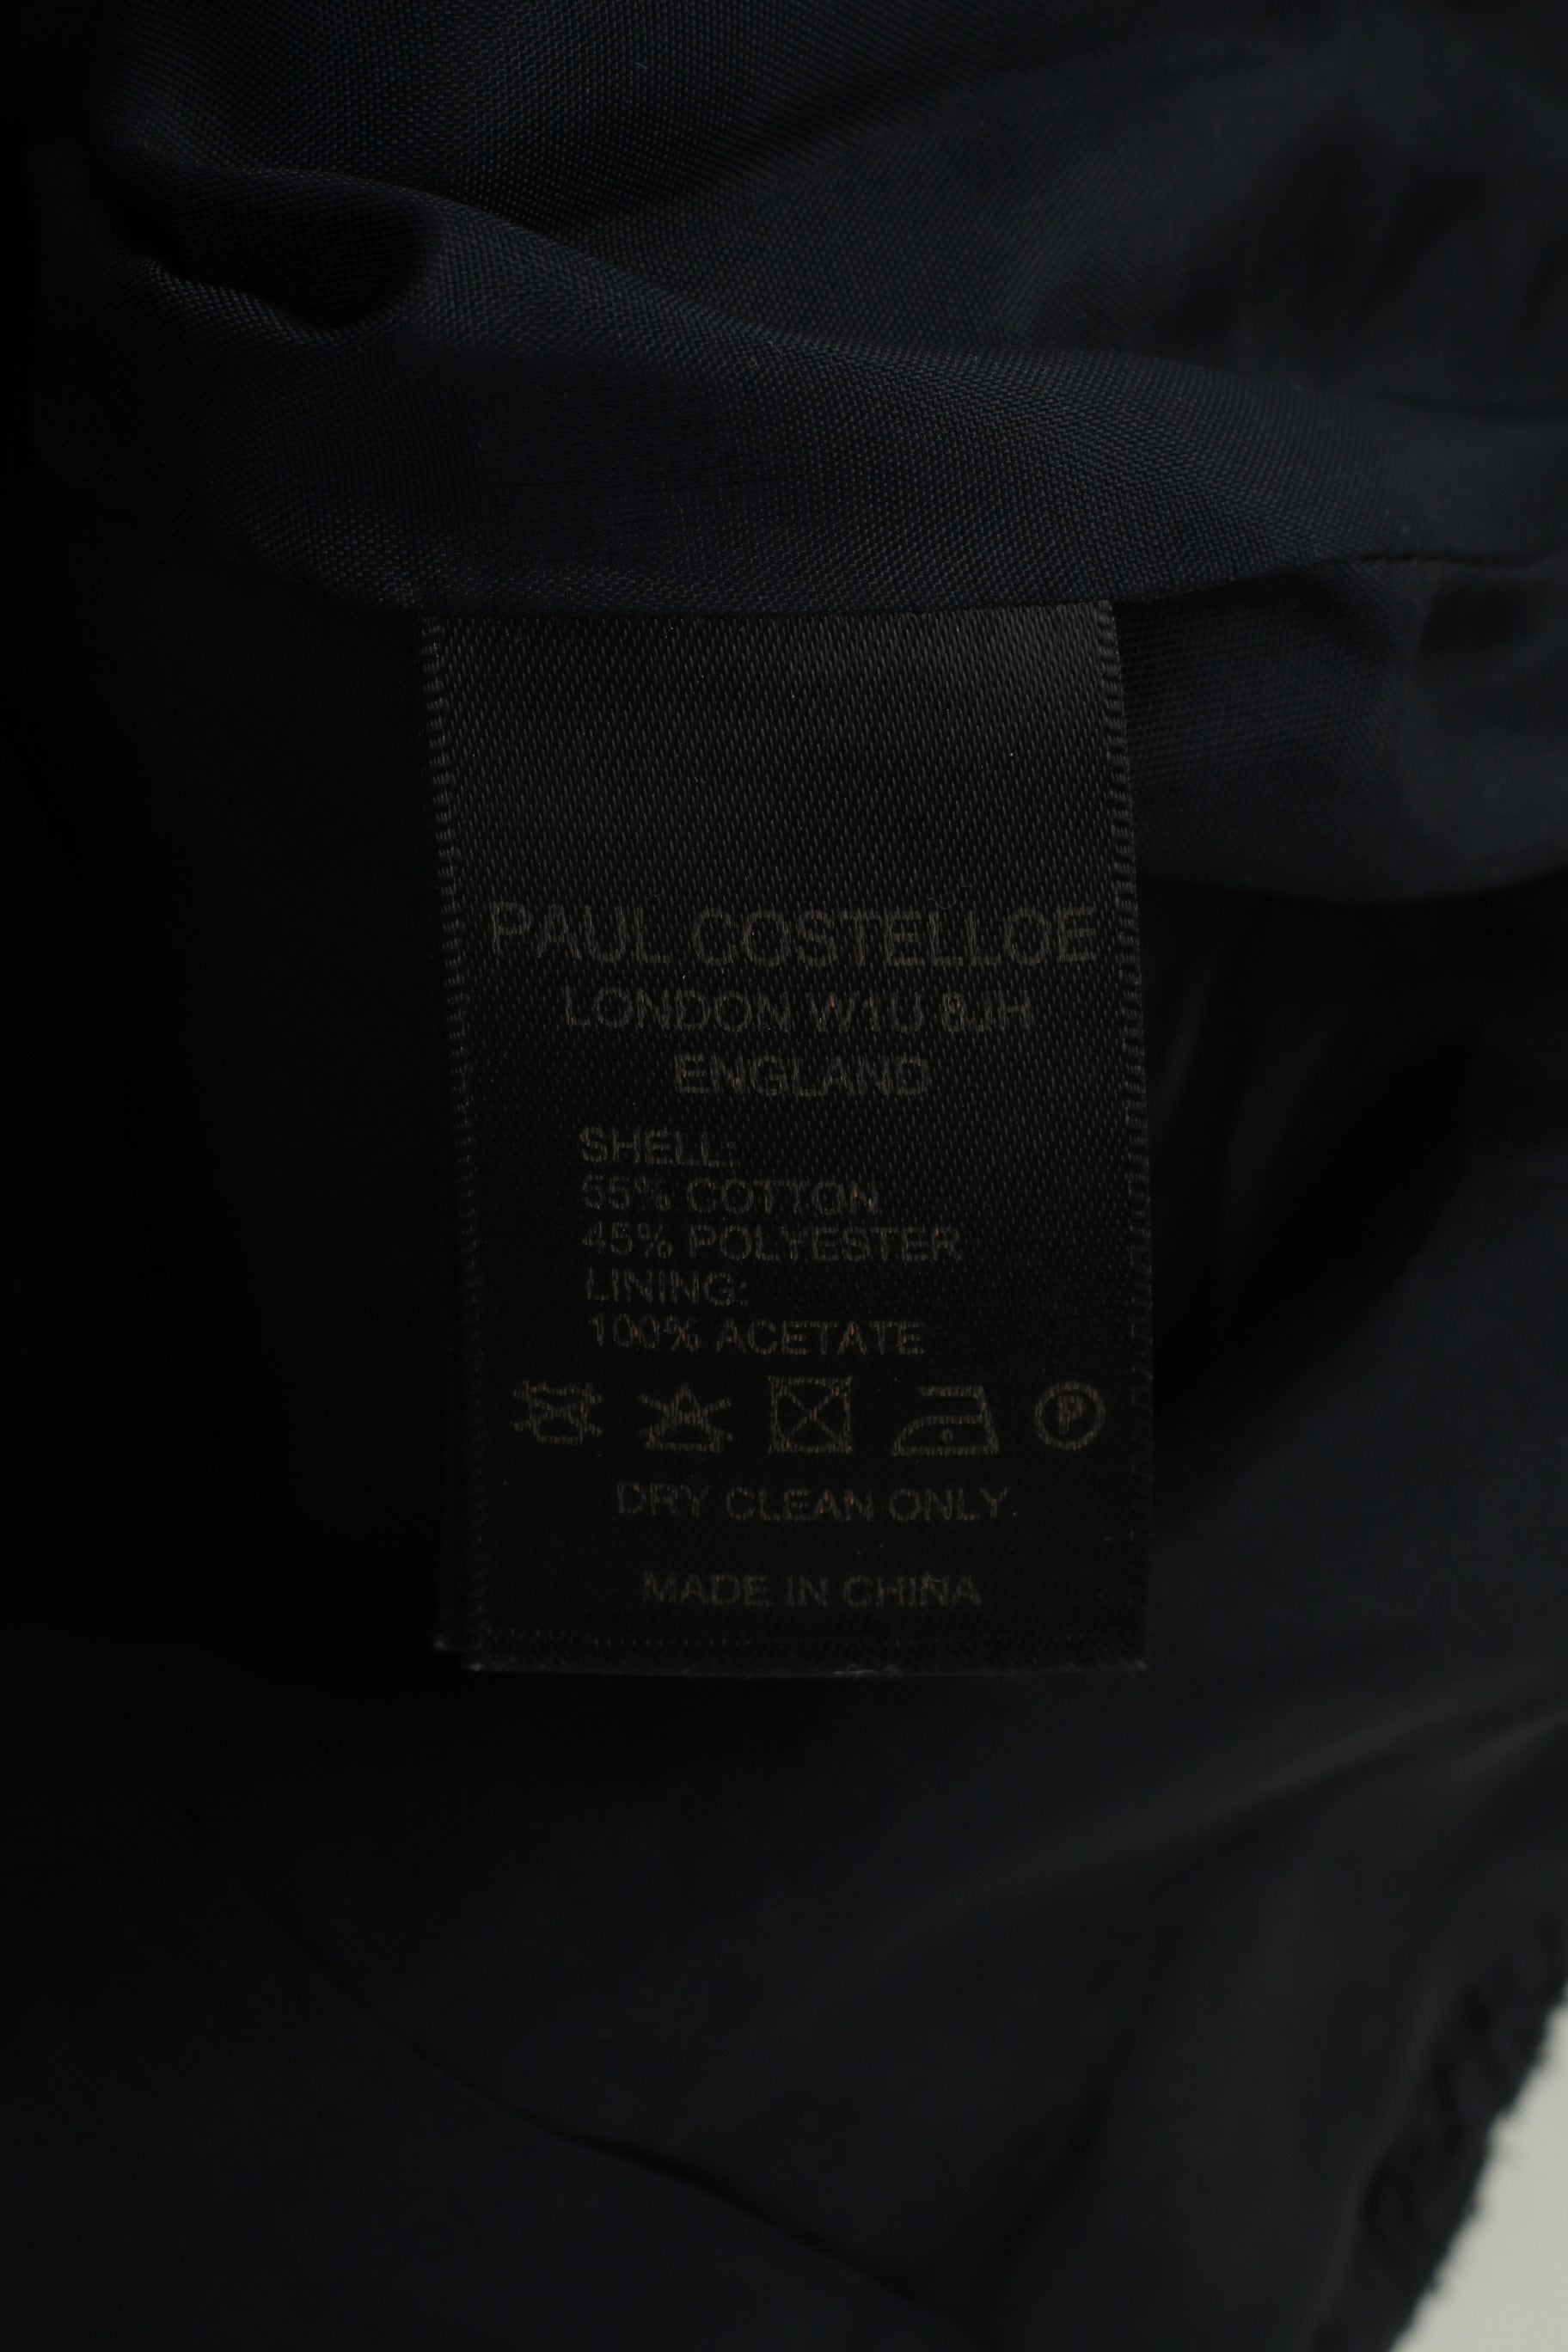 PAUL COSTELLOE
LONDON W1U 8JH
ENGLAND
SHELL:
55% COTTON
45% POLYESTER
LINING:
100% ACETATE
P
DRY CLEAN ONLY
MADE IN CHINA